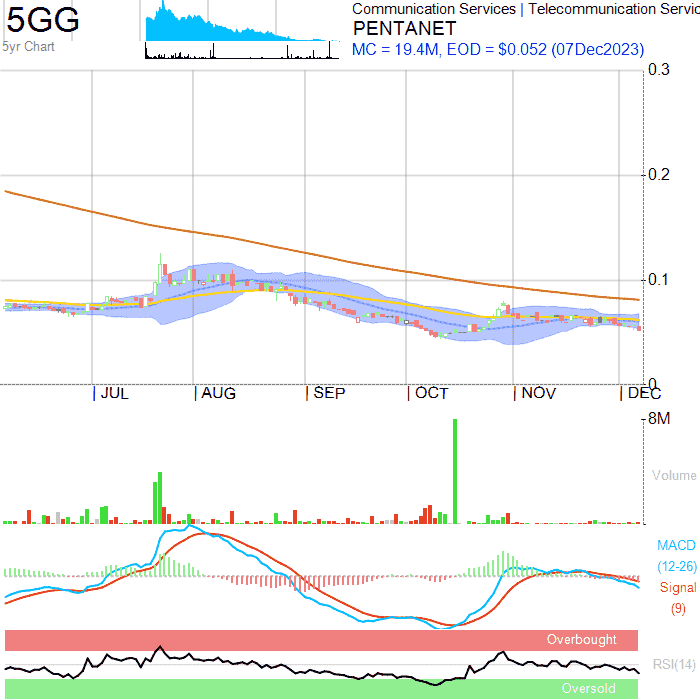 5GG
5yr Chart
Communication Services | Telecommunication Servic
PENTANET
MC = 19.4M, EOD = $0.052 (07Dec2023)
0.3
0.2
0.1
0
JUL AUG SEP OCT NOV DEC
8M
Volume
MACD
(12-26)
Signal
(9)
Overbought
RSI(14)
Oversold